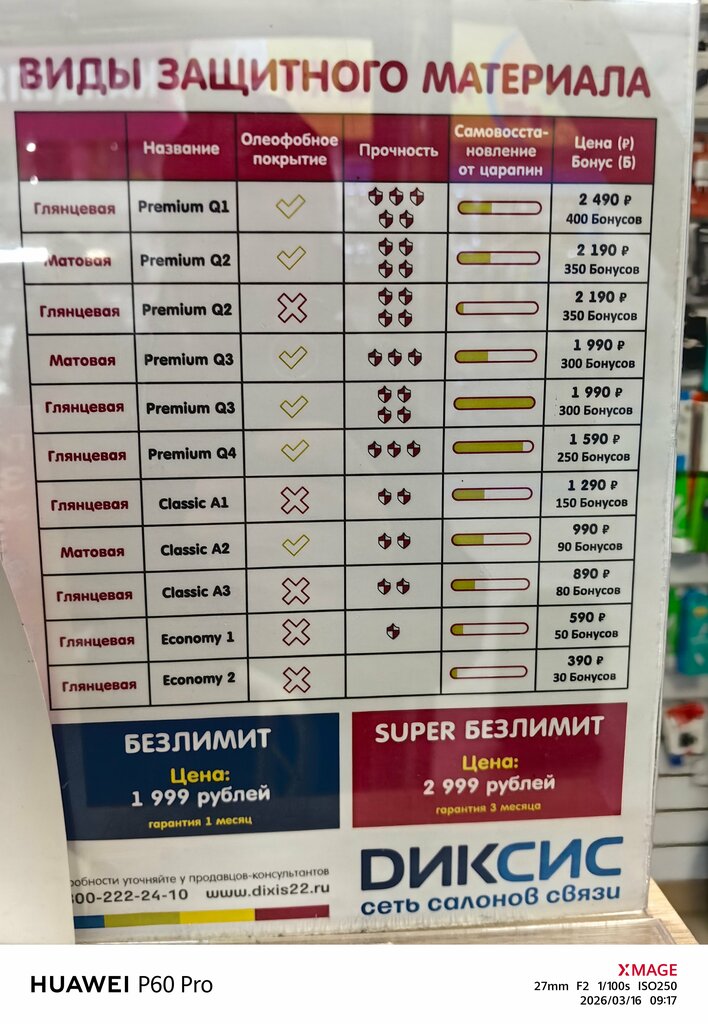 ВИДЫ ЗАЩИТНОГО МАТЕРИАЛА
Название
Олеофобное покрытие
Прочность
Самовосста-
новление
от царапин
Цена (₽)
Бонус (Б)
Глянцевая Premium Q1 2 490 ₽
400 Бонусов
Матовая Premium Q2 2 190 ₽
350 Бонусов
Глянцевая Premium Q2 2 190 ₽
350 Бонусов
Матовая Premium Q3 1 990 ₽
300 Бонусов
Глянцевая Premium Q3 1 990 ₽
300 Бонусов
Глянцевая Premium Q4 1 590 ₽
250 Бонусов
Глянцевая Classic A1 1 290 ₽
150 Бонусов
Матовая Classic A2 990 ₽
90 Бонусов
Глянцевая Classic A3 890 ₽
80 Бонусов
Глянцевая Economy 1 590 ₽
50 Бонусов
Глянцевая Economy 2 390 ₽
30 Бонусов
БЕЗЛИМИТ
Цена:
1 999 рублей
гарантия 1 месяц
SUPER БЕЗЛИМИТ
Цена:
2 999 рублей
гарантия 3 месяца
уточняйте у продавцов-консультантов
00-222-24-10 www.dixis22.ru
ДИКСИС
сеть салонов связи
HUAWEI P60 Pro
XMAGE
27mm F2 1/100s ISO250
2026/03/16 09:17